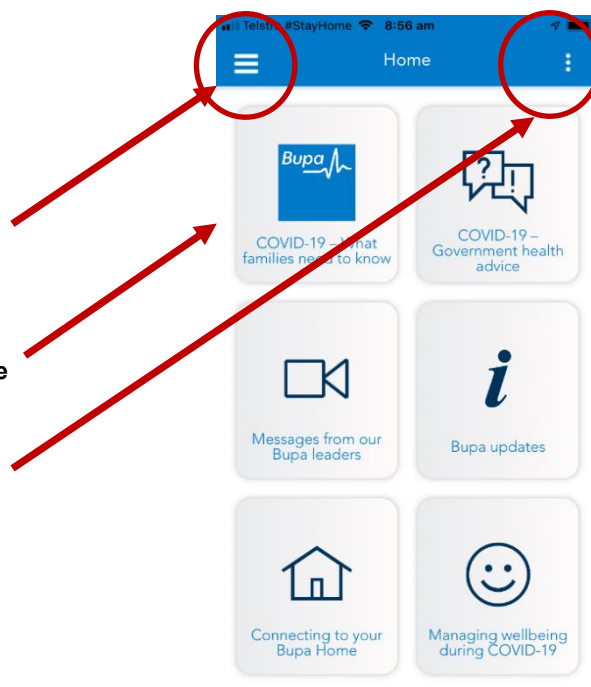 Telstra #StayHome 8:56 am
Home
Bupa
COVID-19 – What
families need to know
? !
COVID-19 –
Government health
advice
e
Messages from our
Bupa leaders
i
Bupa updates
Connecting to your
Bupa Home
Managing wellbeing
during COVID-19